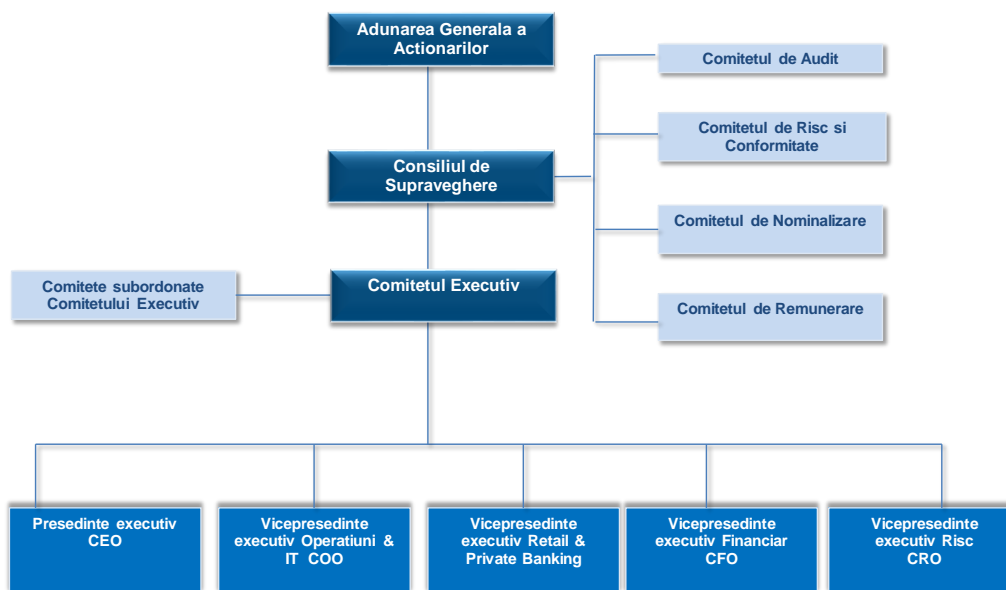 Adunarea Generala a
Actionarilor
Comitetul de Audit
Comitetul de Risc si
Conformitate
Consiliul de
Supraveghere
Comitetul de Nominalizare
Comitete subordonate
Comitetului Executiv
Comitetul Executiv
Comitetul de Remunerare
Presedinte executiv
CEO
Vicepresedinte
executiv Operatiuni &
IT COO
Vicepresedinte
executiv Retail &
Private Banking
Vicepresedinte
executiv Financiar
CFO
Vicepresedinte
executiv Risc
CRO